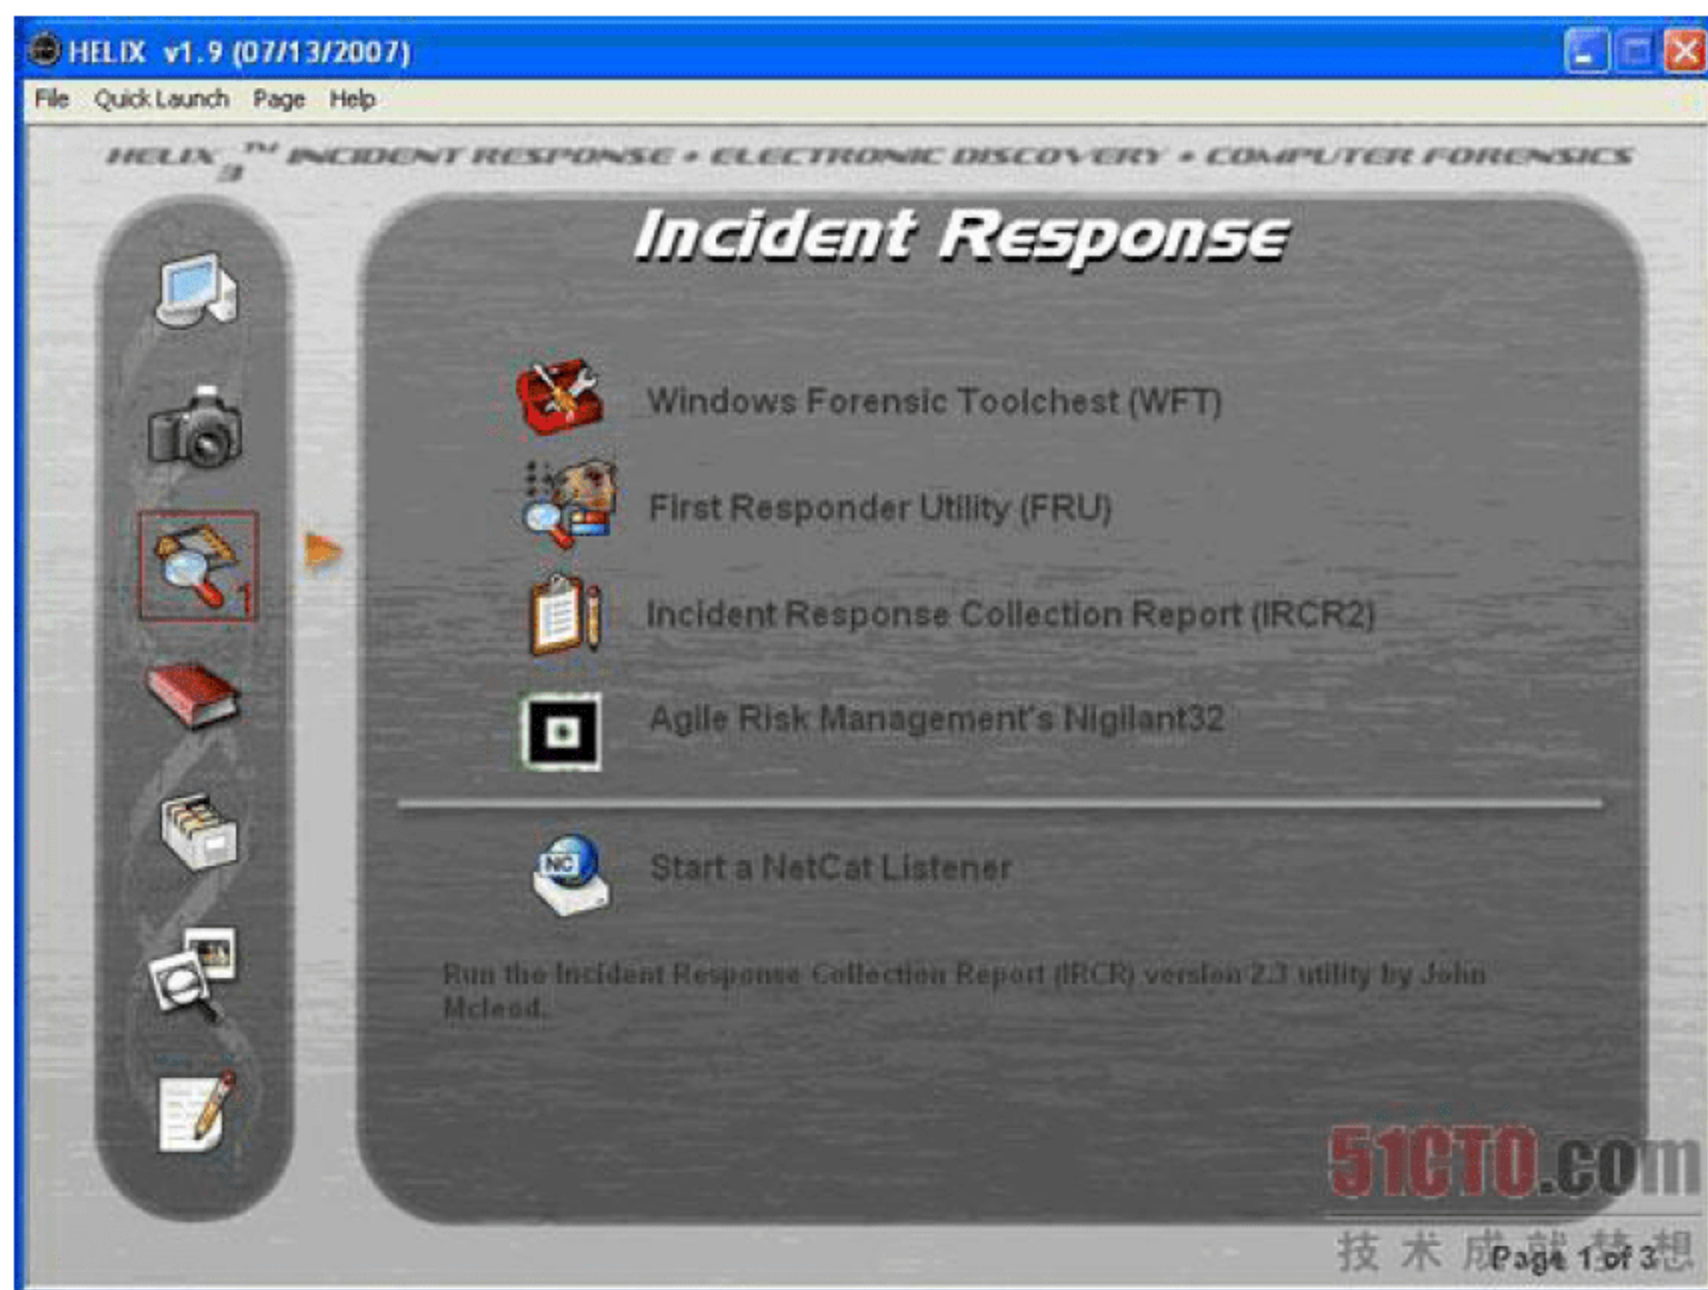 HELIX v1.9 (07/13/2007)
File Quick Launch Page Help
HELIX3™ INCIDENT RESPONSE • ELECTRONIC DISCOVERY • COMPUTER FORENSICS
Incident Response
Windows Forensic Toolchest (WFT)
First Responder Utility (FRU)
1
Incident Response Collection Report (IRCR2)
Agile Risk Management's Nigilant32
NC
Start a NetCat Listener
Run the Incident Response Collection Report (IRCR) version 2.3 utility by John
Mcleod.
51CTO.com
技术成就梦想
Page 1 of 3